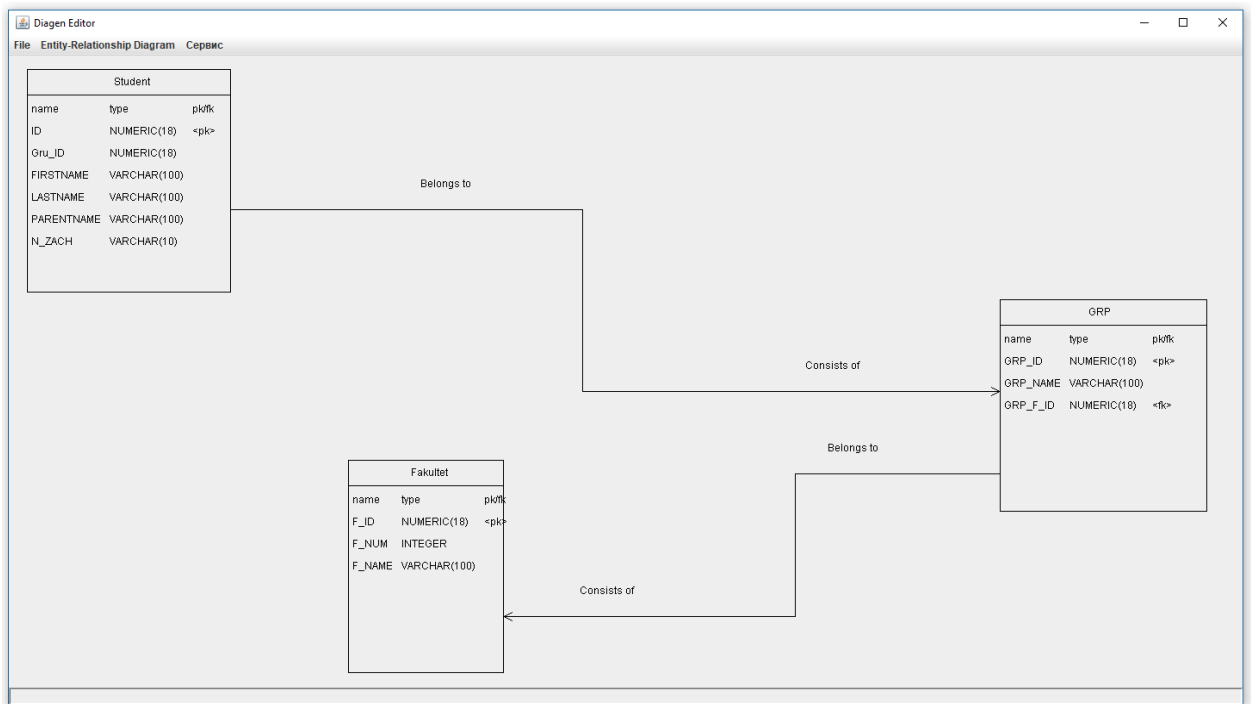 Diagen Editor
File Entity-Relationship Diagram Сервис
Student
name type pk/fk
ID NUMERIC(18) <pk>
Gru_ID NUMERIC(18)
FIRSTNAME VARCHAR(100)
LASTNAME VARCHAR(100)
PARENTNAME VARCHAR(100)
N_ZACH VARCHAR(10)
Belongs to
Consists of
GRP
name type pk/fk
GRP_ID NUMERIC(18) <pk>
GRP_NAME VARCHAR(100)
GRP_F_ID NUMERIC(18) <fk>
Belongs to
Consists of
Fakultet
name type pk/fk
F_ID NUMERIC(18) <pk>
F_NUM INTEGER
F_NAME VARCHAR(100)